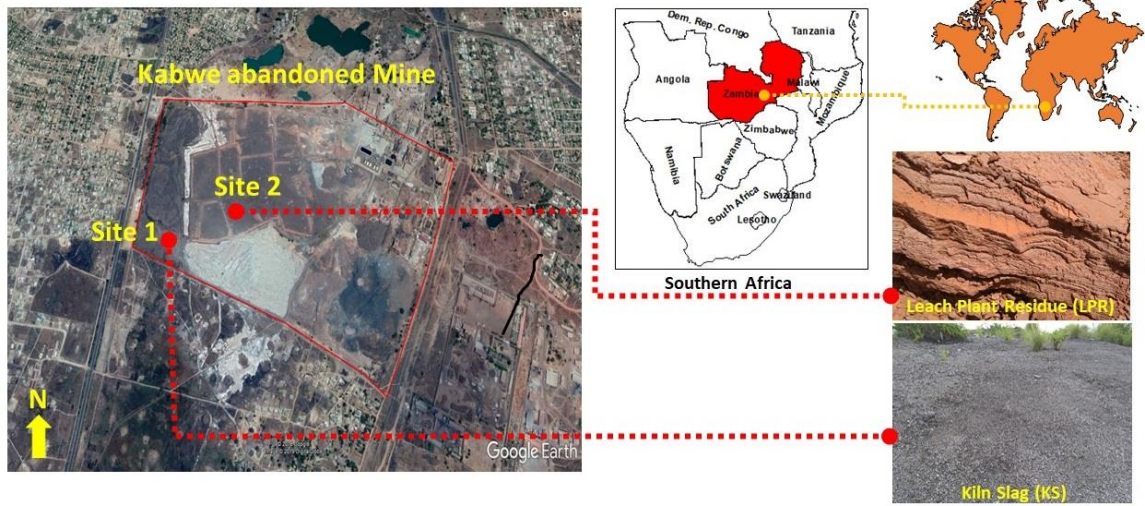 Kabwe abandoned Mine
Site 2
Site 1
N
Google Earth
Dem. Rep. Congo
Tanzania
Angola
Malawi
Zambia
Mozambique
Zimbabwe
Namibia
Botswana
South Africa
Swaziland
Lesotho
Southern Africa
Leach Plant Residue (LPR)
Kiln Slag (KS)